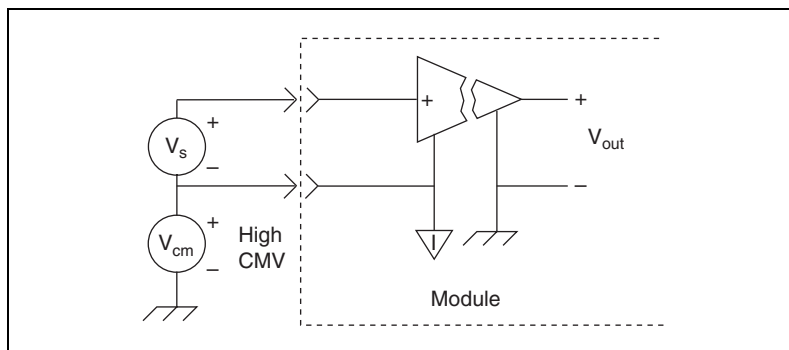 +
+
V_s
–
V_out
–
+
V_cm
–
High
CMV
I
Module
+